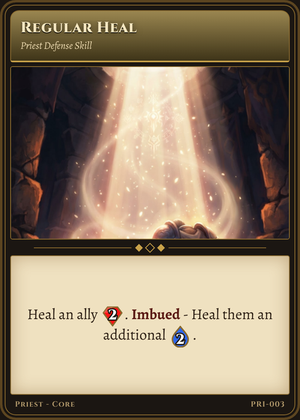 Regular Heal
Priest Defense Skill
Heal an ally 2 . Imbued - Heal them an
additional 2 .
Priest - Core
PRI-003